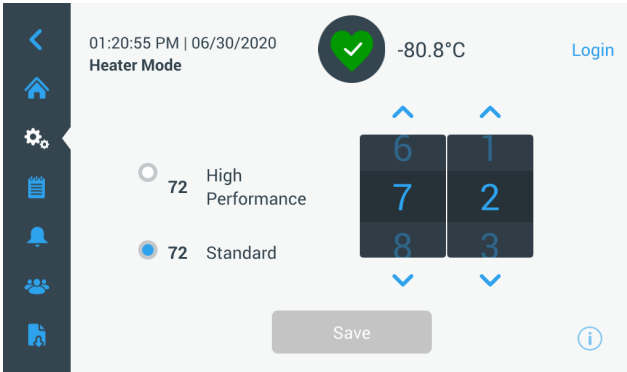 01:20:55 PM | 06/30/2020
Heater Mode
-80.8°C
Login
72 High
Performance
72 Standard
6 1
7 2
8 3
Save
i